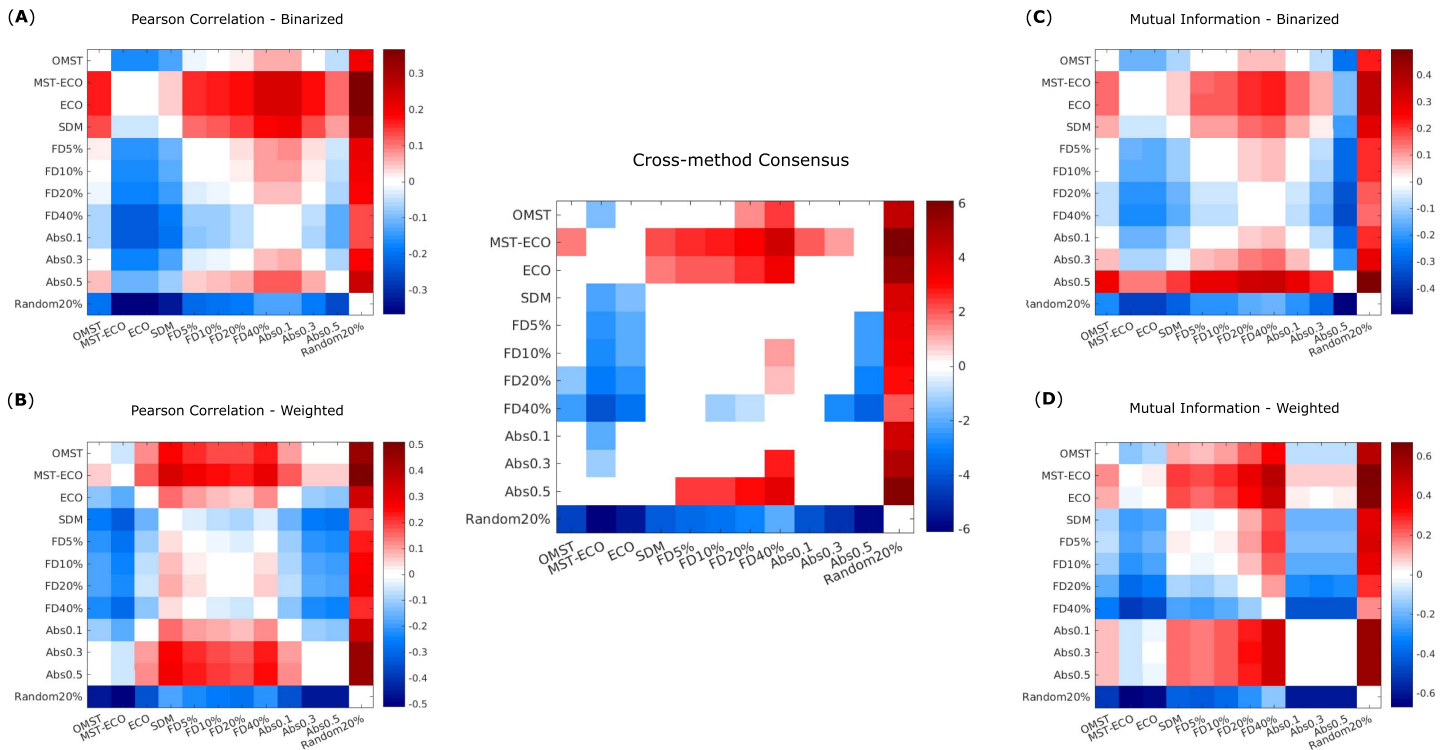 (A)
Pearson Correlation - Binarized
OMST
MST-ECO
ECO
SDM
FD5%
FD10%
FD20%
FD40%
Abs0.1
Abs0.3
Abs0.5
Random20%
OMST
MST-ECO
ECO
SDM
FD5%
FD10%
FD20%
FD40%
Abs0.1
Abs0.3
Abs0.5
Random20%
0.3
0.2
0.1
0
-0.1
-0.2
-0.3
(B)
Pearson Correlation - Weighted
OMST
MST-ECO
ECO
SDM
FD5%
FD10%
FD20%
FD40%
Abs0.1
Abs0.3
Abs0.5
Random20%
OMST
MST-ECO
ECO
SDM
FD5%
FD10%
FD20%
FD40%
Abs0.1
Abs0.3
Abs0.5
Random20%
0.5
0.4
0.3
0.2
0.1
0
-0.1
-0.2
-0.3
-0.4
-0.5
Cross-method Consensus
OMST
MST-ECO
ECO
SDM
FD5%
FD10%
FD20%
FD40%
Abs0.1
Abs0.3
Abs0.5
Random20%
OMST
MST-ECO
ECO
SDM
FD5%
FD10%
FD20%
FD40%
Abs0.1
Abs0.3
Abs0.5
Random20%
6
4
2
0
-2
-4
-6
(C)
Mutual Information - Binarized
OMST
MST-ECO
ECO
SDM
FD5%
FD10%
FD20%
FD40%
Abs0.1
Abs0.3
Abs0.5
andom20%
OMST
MST-ECO
ECO
SDM
FD5%
FD10%
FD20%
FD40%
Abs0.1
Abs0.3
Abs0.5
Random20%
0.4
0.3
0.2
0.1
0
-0.1
-0.2
-0.3
-0.4
(D)
Mutual Information - Weighted
OMST
MST-ECO
ECO
SDM
FD5%
FD10%
FD20%
FD40%
Abs0.1
Abs0.3
Abs0.5
andom20%
OMST
MST-ECO
ECO
SDM
FD5%
FD10%
FD20%
FD40%
Abs0.1
Abs0.3
Abs0.5
Random20%
0.6
0.4
0.2
0
-0.2
-0.4
-0.6